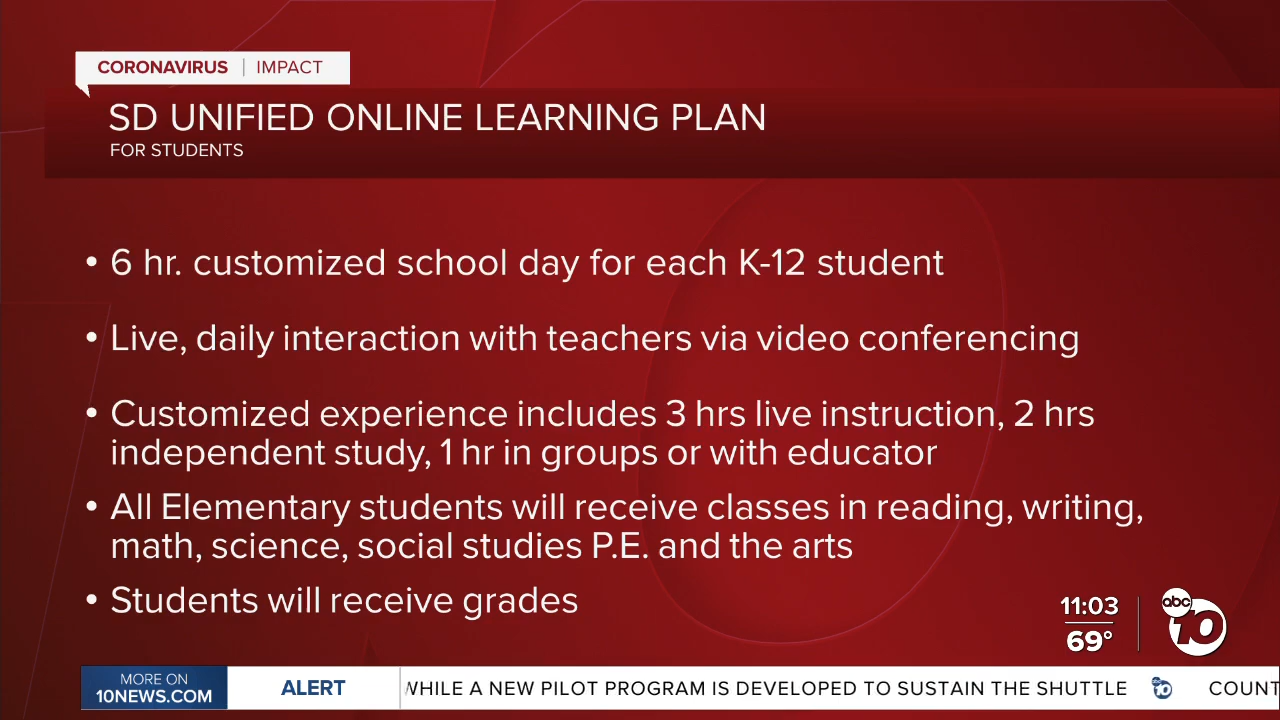 CORONAVIRUS | IMPACT
SD UNIFIED ONLINE LEARNING PLAN
FOR STUDENTS
• 6 hr. customized school day for each K-12 student
• Live, daily interaction with teachers via video conferencing
• Customized experience includes 3 hrs live instruction, 2 hrs
independent study, 1 hr in groups or with educator
• All Elementary students will receive classes in reading, writing,
math, science, social studies P.E. and the arts
• Students will receive grades
11:03
69°
abc
10
MORE ON
10NEWS.COM
ALERT
WHILE A NEW PILOT PROGRAM IS DEVELOPED TO SUSTAIN THE SHUTTLE abc 10 COUNT